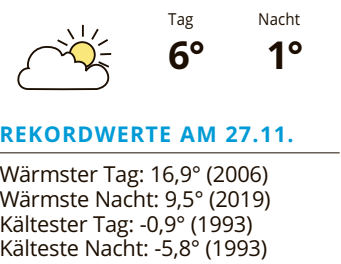 Tag Nacht
6° 1°
REKORDWERTE AM 27.11.
Wärmster Tag: 16,9° (2006)
Wärmste Nacht: 9,5° (2019)
Kältester Tag: -0,9° (1993)
Kälteste Nacht: -5,8° (1993)